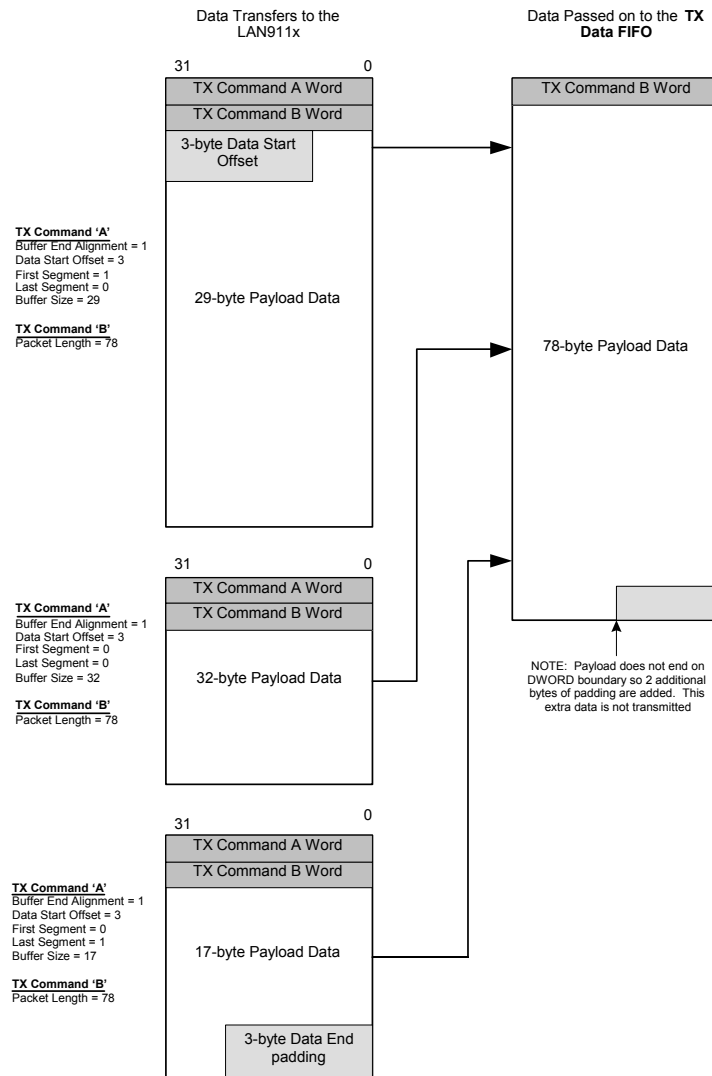 Data Transfers to the
LAN911x
Data Passed on to the TX
Data FIFO
31 0
TX Command A Word
TX Command B Word
3-byte Data Start
Offset
29-byte Payload Data
TX Command 'A'
Buffer End Alignment = 1
Data Start Offset = 3
First Segment = 1
Last Segment = 0
Buffer Size = 29
TX Command 'B'
Packet Length = 78
TX Command B Word
78-byte Payload Data
NOTE: Payload does not end on
DWORD boundary so 2 additional
bytes of padding are added. This
extra data is not transmitted
31 0
TX Command A Word
TX Command B Word
32-byte Payload Data
TX Command 'A'
Buffer End Alignment = 1
Data Start Offset = 3
First Segment = 0
Last Segment = 0
Buffer Size = 32
TX Command 'B'
Packet Length = 78
31 0
TX Command A Word
TX Command B Word
17-byte Payload Data
3-byte Data End
padding
TX Command 'A'
Buffer End Alignment = 1
Data Start Offset = 3
First Segment = 0
Last Segment = 1
Buffer Size = 17
TX Command 'B'
Packet Length = 78